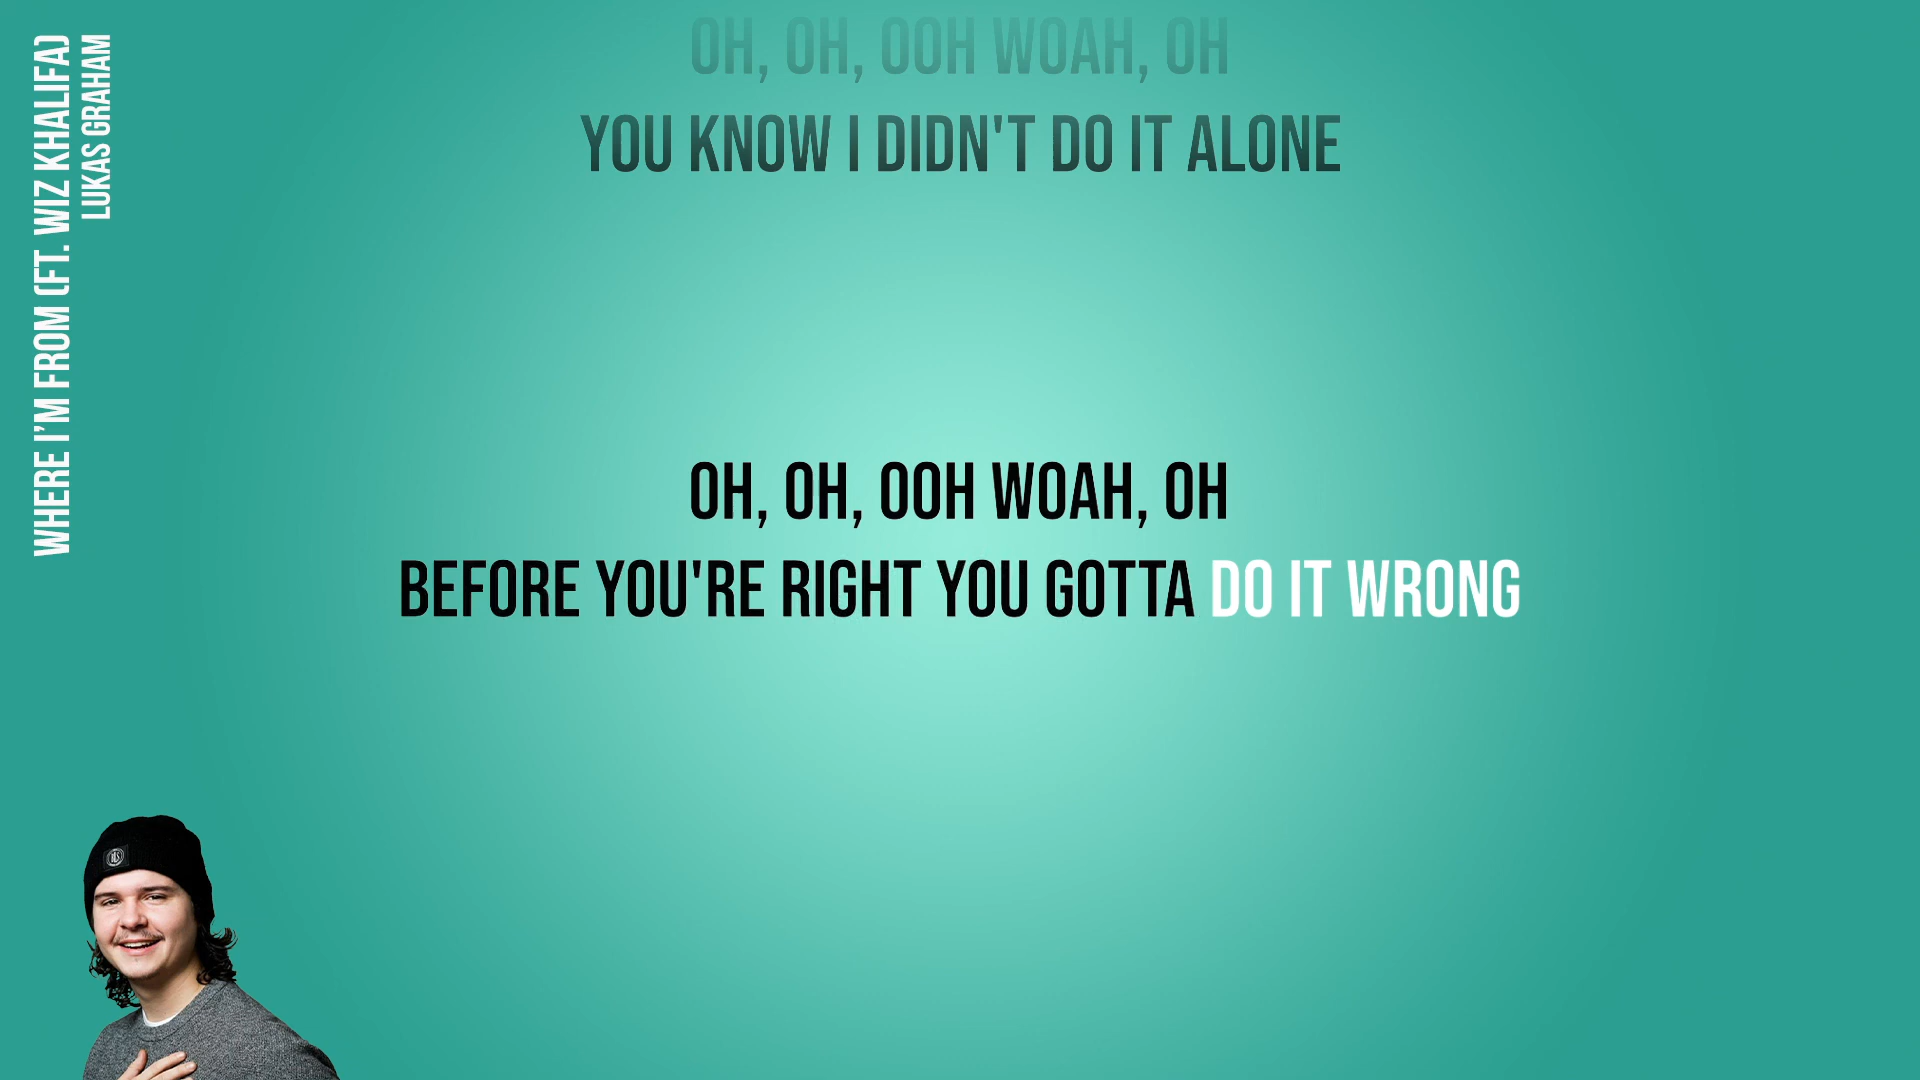 WHERE I'M FROM (FT. WIZ KHALIFA)
LUKAS GRAHAM
OH, OH, OOH WOAH, OH
YOU KNOW I DIDN'T DO IT ALONE
OH, OH, OOH WOAH, OH
BEFORE YOU'RE RIGHT YOU GOTTA DO IT WRONG